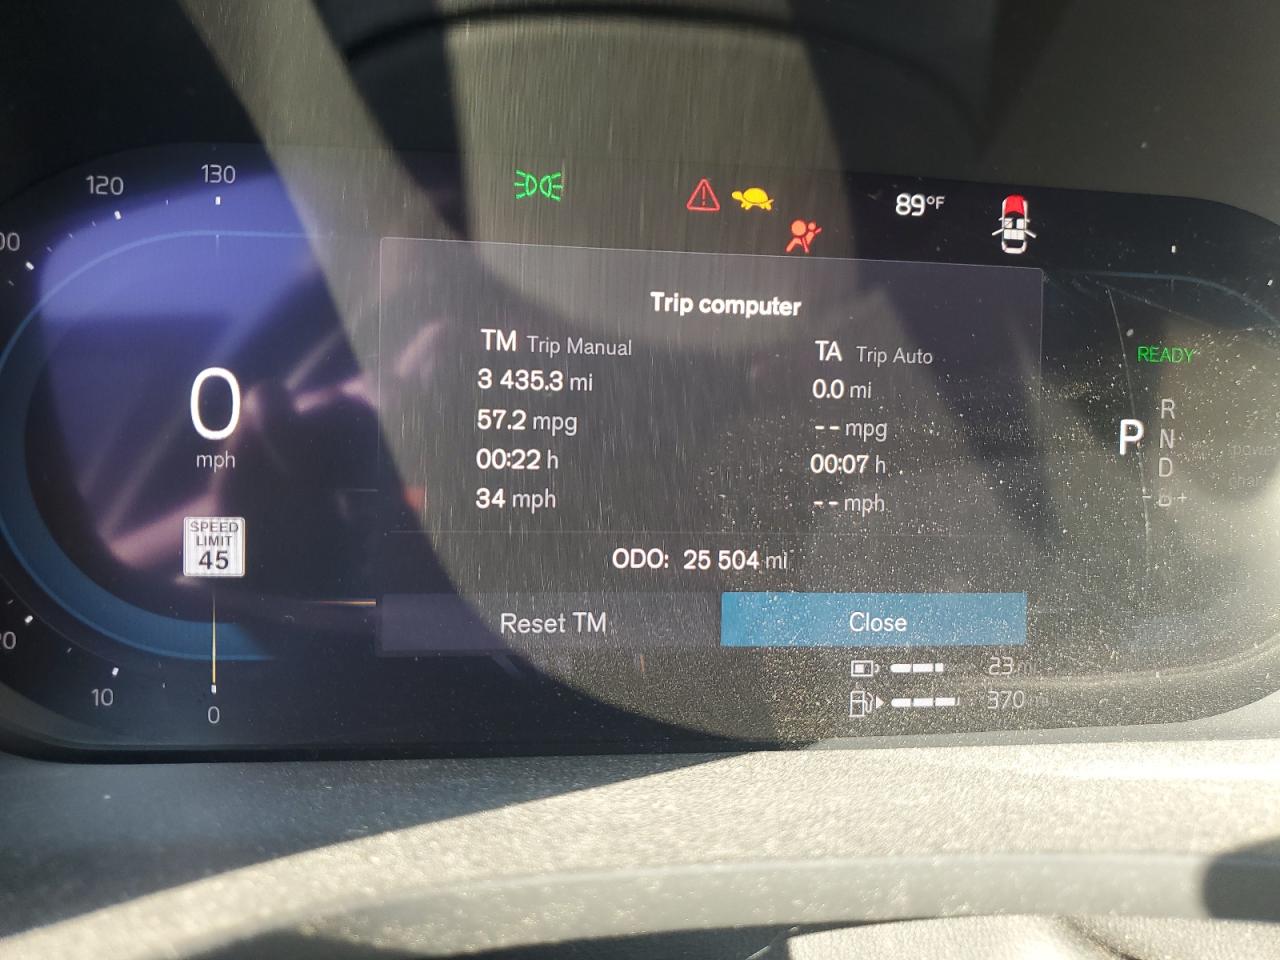 120
130
89°F
Trip computer
TM Trip Manual
3 435.3 mi
57.2 mpg
00:22 h
34 mph
TA Trip Auto
0.0 mi
-- mpg
00:07 h
-- mph
ODO: 25 504 mi
Reset TM
Close
0
mph
SPEED
LIMIT
45
10
0
READY
P
R
N
D
23
370